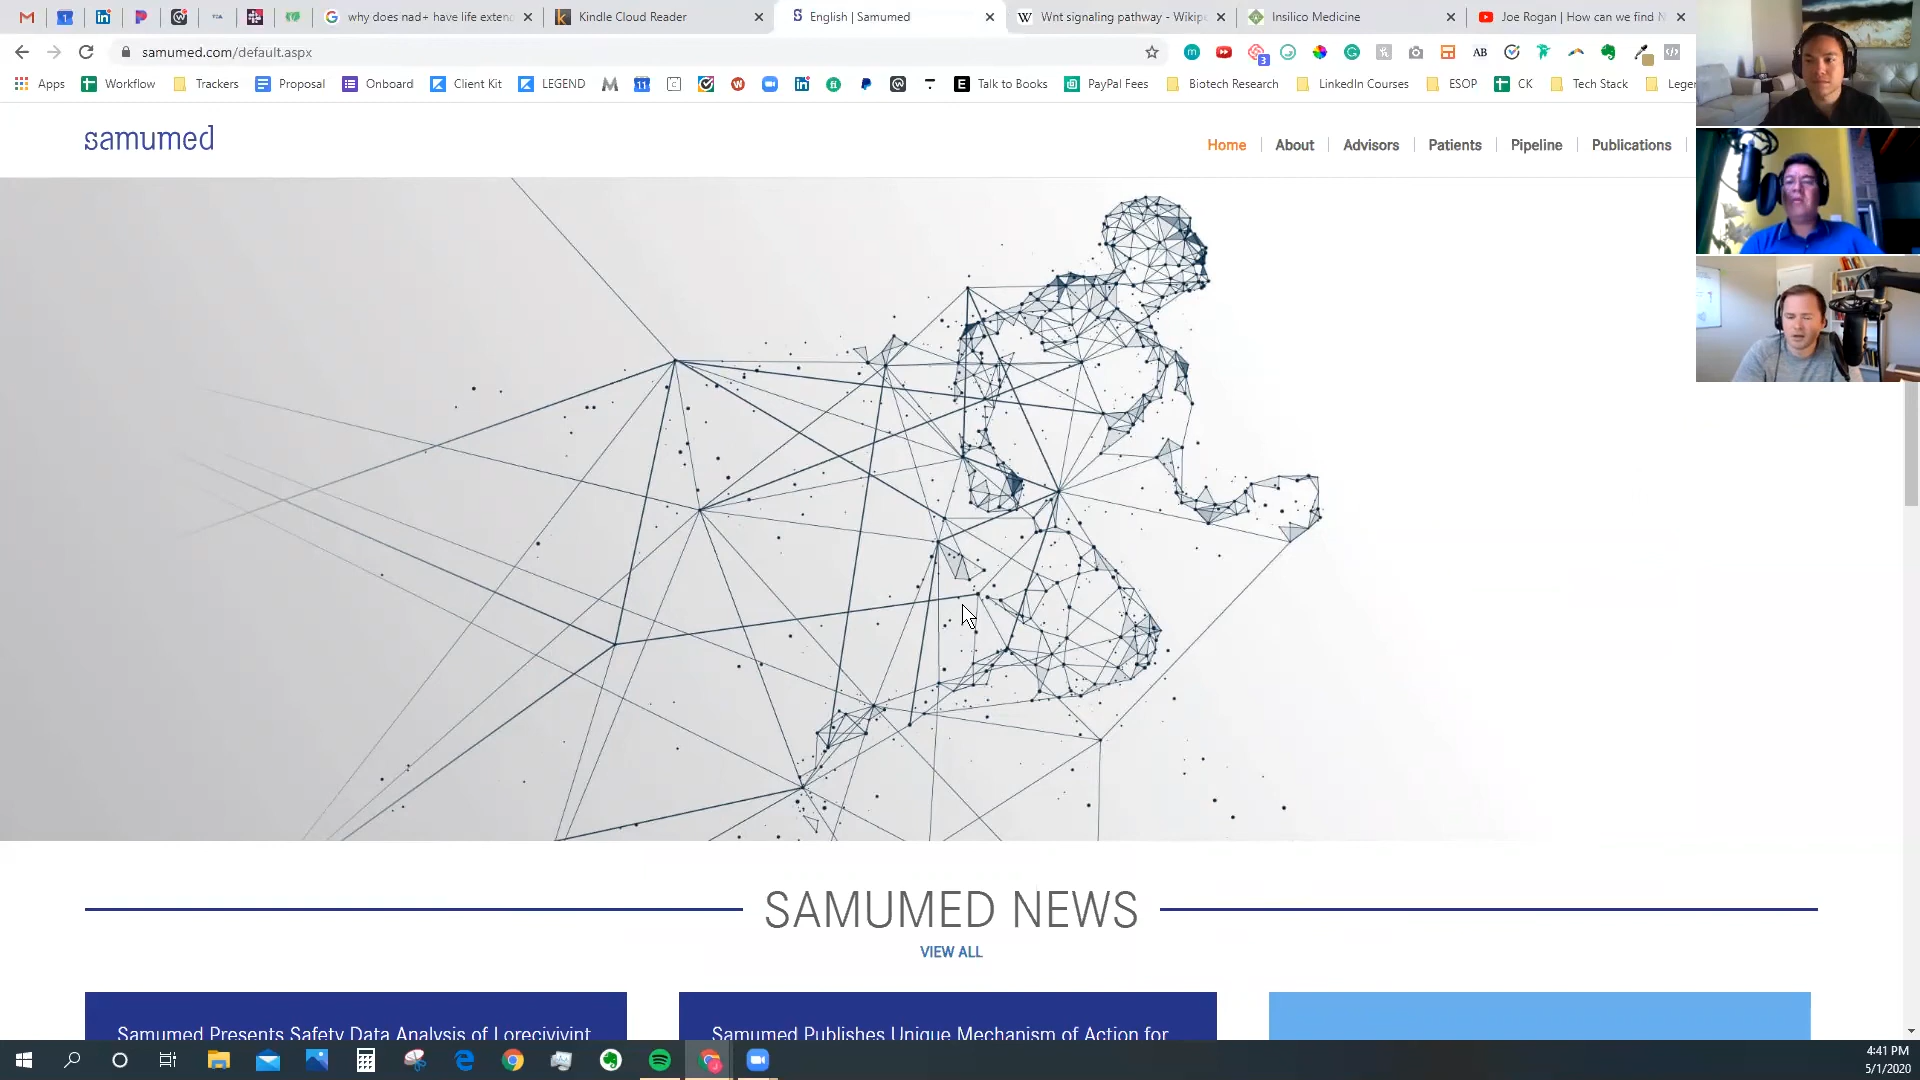 why does nad+ have life exten
Kindle Cloud Reader
English | Samumed
Wnt signaling pathway - Wikip
Insilico Medicine
Joe Rogan | How can we find N
samumed.com/default.aspx
3
AB
Apps
Workflow
Trackers
Proposal
Onboard
Client Kit
LEGEND
Talk to Books
PayPal Fees
Biotech Research
LinkedIn Courses
ESOP
CK
Tech Stack
Leger
samumed
Home
About
Advisors
Patients
Pipeline
Publications
SAMUMED NEWS
VIEW ALL
Samumed Presents Safety Data Analysis of Lorecivivint
Samumed Publishes Unique Mechanism of Action for
4:41 PM
5/1/2020